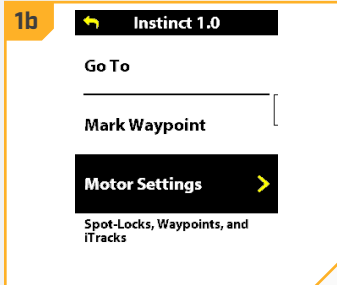 1b
Instinct 1.0
Go To
Mark Waypoint
Motor Settings
Spot-Locks, Waypoints, and
iTracks